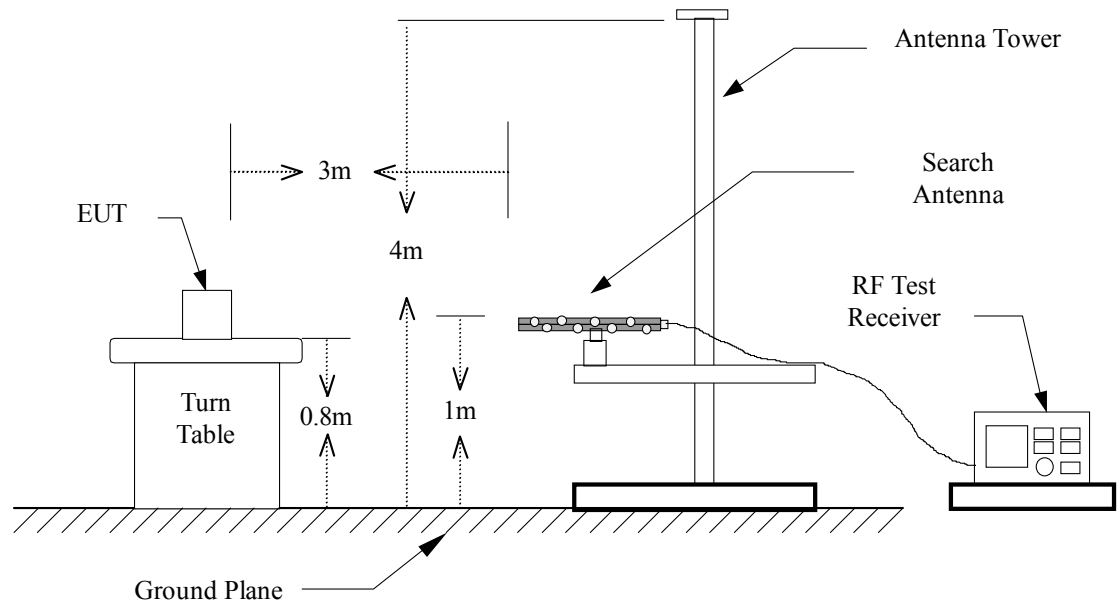 Antenna Tower
3m
Search
Antenna
EUT
4m
RF Test
Receiver
Turn
Table
0.8m
1m
Ground Plane